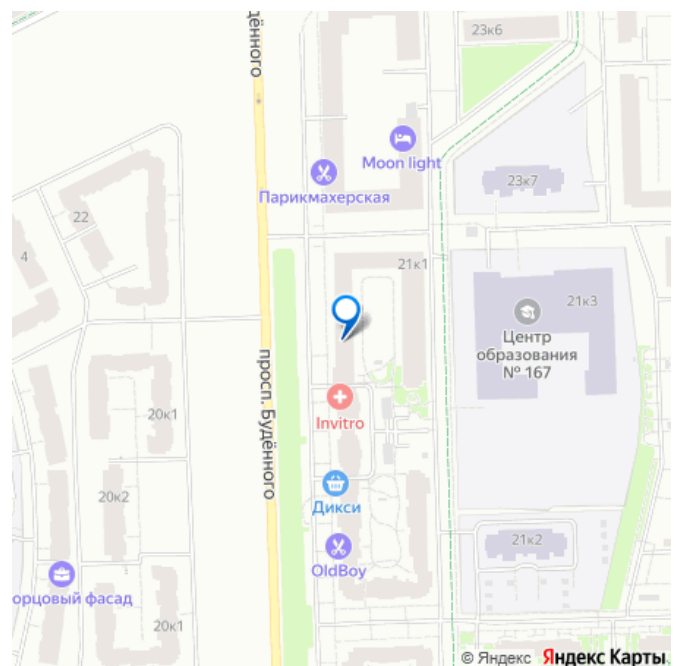 дённого
23к6
Moon light
Парикмахерская
23к7
22
4
21к1
21к3
Центр
образования
№ 167
просп. Будённого
20к1
Invitro
20к2
Дикси
21к2
OldBoy
орцовый фасад
20к1
© Яндекс Яндекс Карты